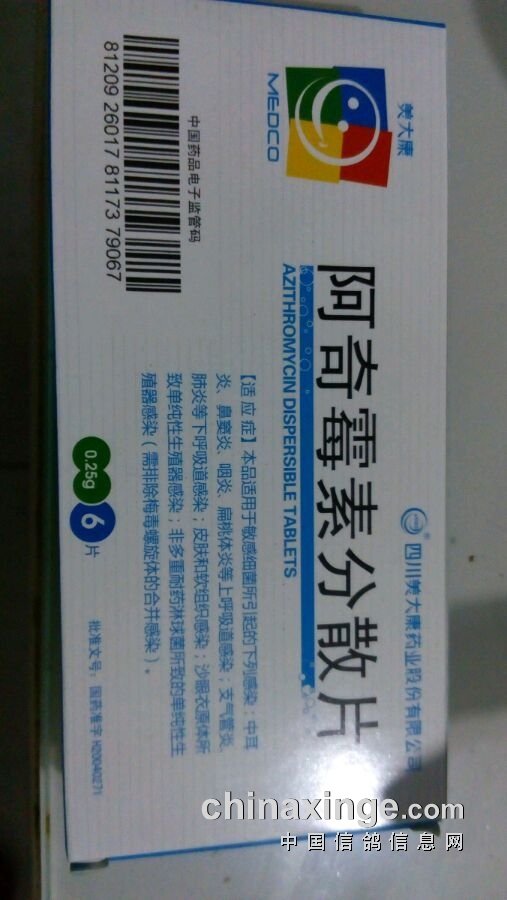 美大康
MEDCO
中国药品电子监管码
81209 26017 81173 79067
四川美大康药业股份有限公司
阿奇霉素分散片
AZITHROMYCIN DISPERSIBLE TABLETS
【适应症】本品适用于敏感细菌所引起的下列感染：中耳
炎、鼻窦炎、咽炎、扁桃体炎等上呼吸道感染；支气管炎、
肺炎等下呼吸道感染；皮肤和软组织感染；沙眼衣原体所
致单纯性生殖器感染；非多重耐药淋球菌所致的单纯性生
殖器感染（需排除梅毒螺旋体的合并感染）。
0.25g 6 片
批准文号：国药准字 H20040271
chinaxinge.com
中国信鸽信息网